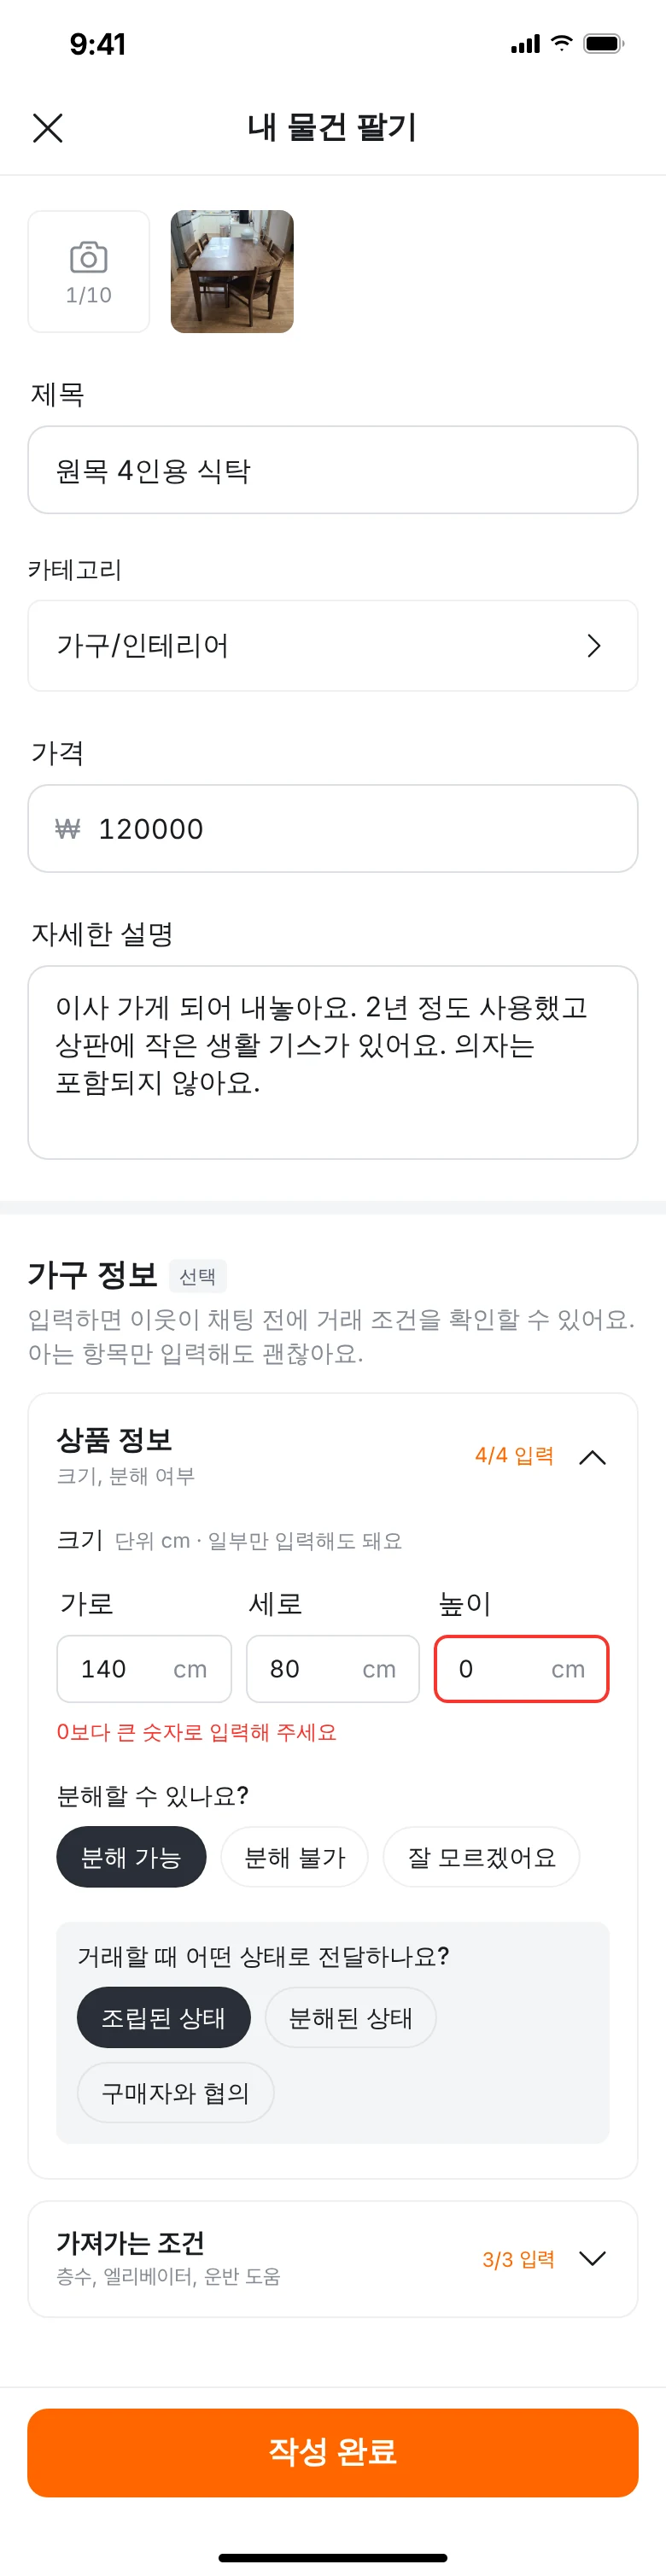 9:41
내 물건 팔기
1/10
제목
원목 4인용 식탁
카테고리
가구/인테리어
가격
₩ 120000
자세한 설명
이사 가게 되어 내놓아요. 2년 정도 사용했고
상판에 작은 생활 기스가 있어요. 의자는
포함되지 않아요.
가구 정보 선택
입력하면 이웃이 채팅 전에 거래 조건을 확인할 수 있어요.
아는 항목만 입력해도 괜찮아요.
상품 정보
4/4 입력
크기, 분해 여부
크기 단위 cm · 일부만 입력해도 돼요
가로 세로 높이
140 cm 80 cm 0 cm
0보다 큰 숫자로 입력해 주세요
분해할 수 있나요?
분해 가능 분해 불가 잘 모르겠어요
거래할 때 어떤 상태로 전달하나요?
조립된 상태 분해된 상태
구매자와 협의
가져가는 조건
3/3 입력
층수, 엘리베이터, 운반 도움
작성 완료